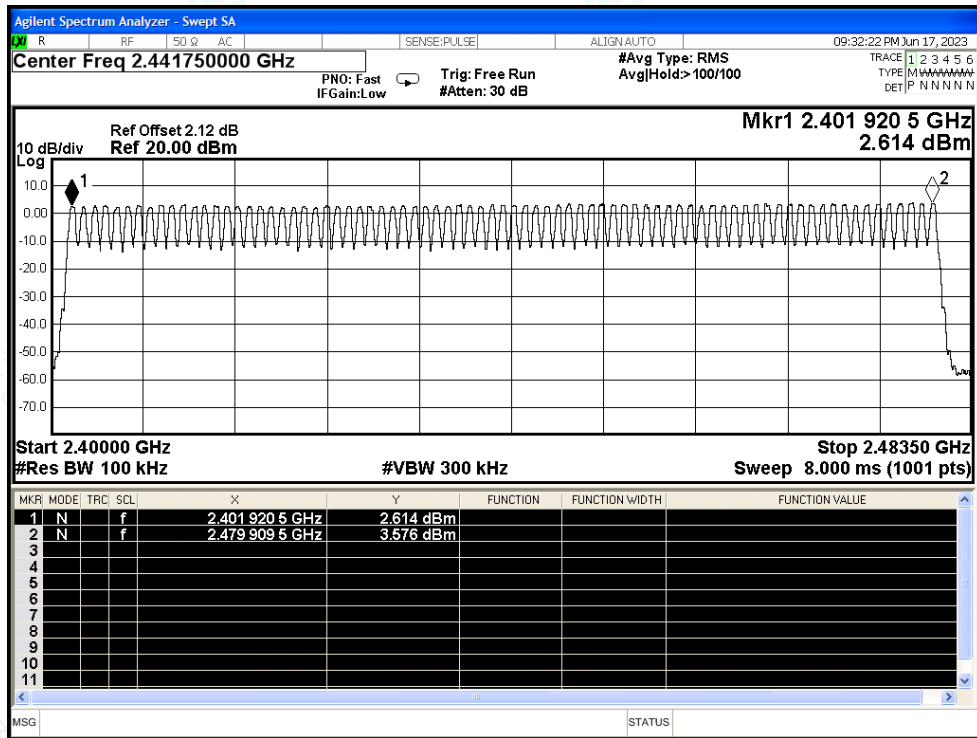 Agilent Spectrum Analyzer - Swept SA
LXI R RF 50 Ω AC SENSE:PULSE ALIGN AUTO 09:32:22 PM Jun 17, 2023
Center Freq 2.441750000 GHz
PNO: Fast
IFGain:Low
Trig: Free Run
#Atten: 30 dB
#Avg Type: RMS
Avg|Hold:>100/100
TRACE 1 2 3 4 5 6
TYPE M WWWWW
DET P N N N N N
Mkr1 2.401 920 5 GHz
2.614 dBm
Ref Offset 2.12 dB
10 dB/div Ref 20.00 dBm
Log
10.0
0.00
-10.0
-20.0
-30.0
-40.0
-50.0
-60.0
-70.0
1
2
Start 2.40000 GHz Stop 2.48350 GHz
#Res BW 100 kHz #VBW 300 kHz Sweep 8.000 ms (1001 pts)
MKR MODE TRC SCL X Y FUNCTION FUNCTION WIDTH FUNCTION VALUE
1 N f 2.401 920 5 GHz 2.614 dBm
2 N f 2.479 909 5 GHz 3.576 dBm
3
4
5
6
7
8
9
10
11
MSG STATUS